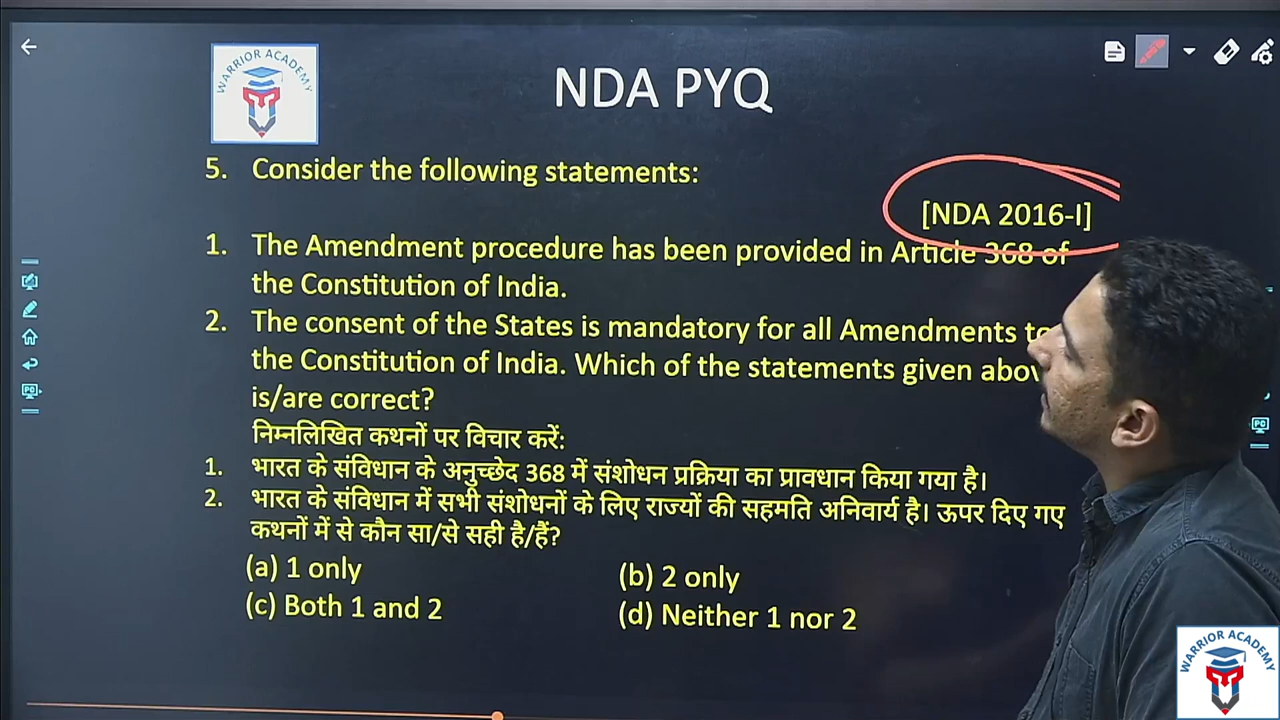 WARRIOR ACADEMY
NDA PYQ
5. Consider the following statements:
[NDA 2016-I]
1. The Amendment procedure has been provided in Article 368 of
the Constitution of India.
2. The consent of the States is mandatory for all Amendments to
the Constitution of India. Which of the statements given abov
is/are correct?
निम्नलिखित कथनों पर विचार करें:
1. भारत के संविधान के अनुच्छेद 368 में संशोधन प्रक्रिया का प्रावधान किया गया है।
2. भारत के संविधान में सभी संशोधनों के लिए राज्यों की सहमति अनिवार्य है। ऊपर दिए गए
कथनों में से कौन सा/से सही है/हैं?
(a) 1 only (b) 2 only
(c) Both 1 and 2 (d) Neither 1 nor 2
PC
PC
WARRIOR ACADEMY